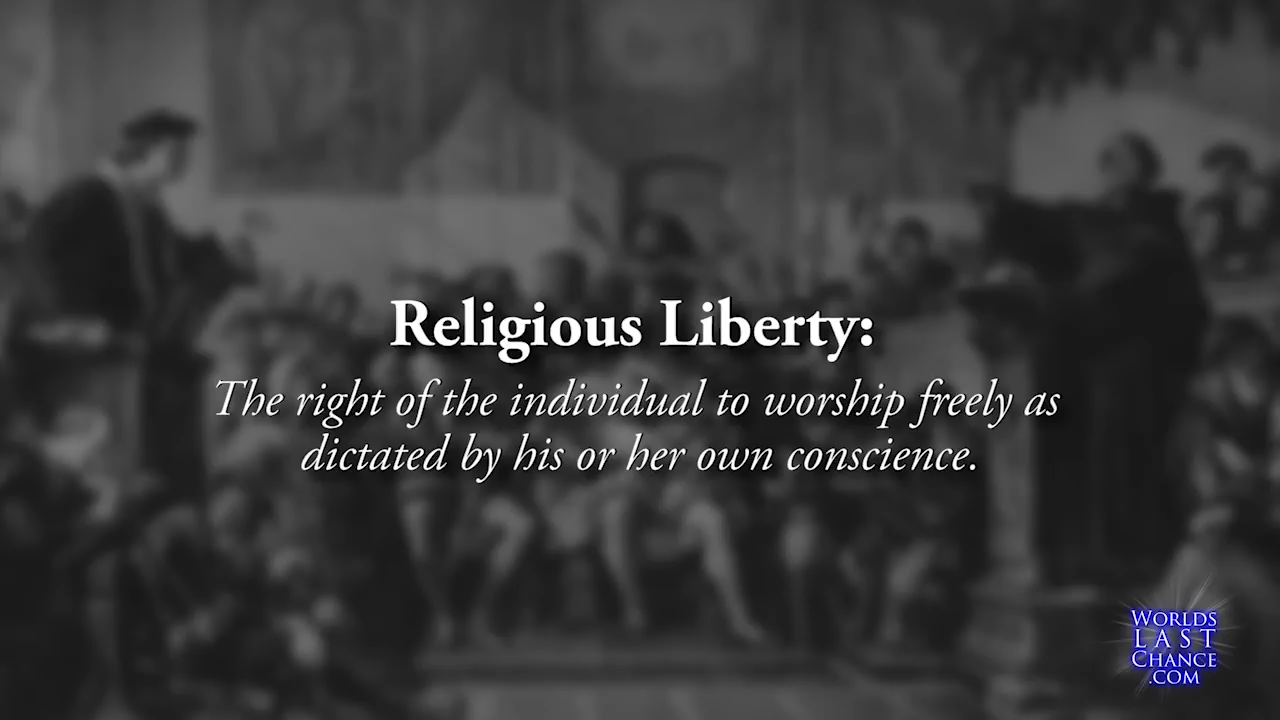 Religious Liberty:
The right of the individual to worship freely as
dictated by his or her own conscience.
WORLDS
LAST
CHANCE
.COM